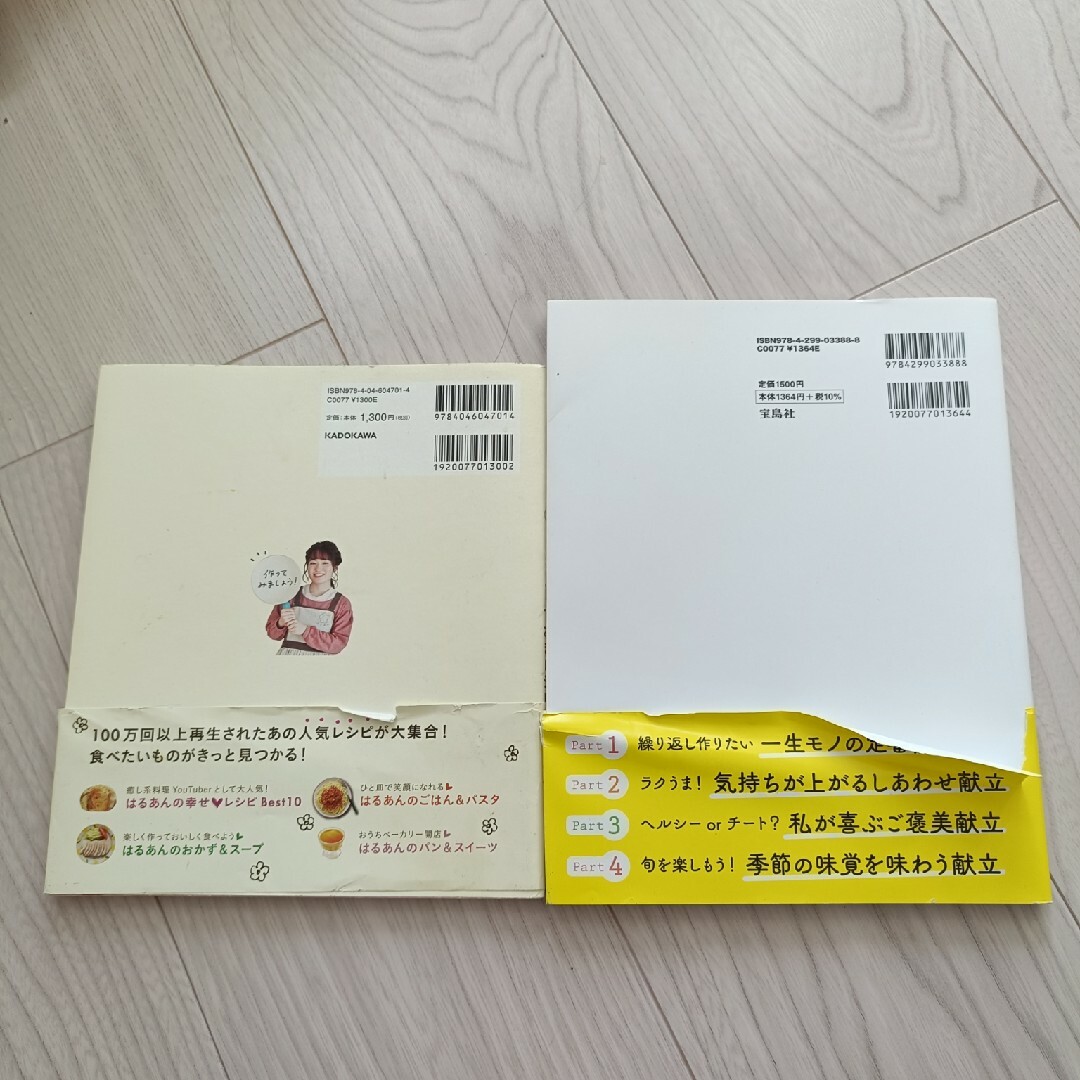 ISBN978-4-04-604701-4
C0077 ¥1300E
定価:本体 1,300円(税別)
KADOKAWA
9784046047014
1920077013002
作って
みましょう!
100万回以上再生されたあの人気レシピが大集合!
食べたいものがきっと見つかる!
癒し系料理YouTuberとして大人気!
はるあんの幸せ♥レシピBest10
ひと皿で笑顔になれる♥
はるあんのごはん&パスタ
楽しく作っておいしく食べよう♥
はるあんのおかず&スープ
おうちベーカリー開店♥
はるあんのパン&スイーツ
ISBN978-4-299-03388-8
C0077 ¥1364E
9784299033888
定価1500円
本体1364円+税10%
宝島社
1920077013644
Part 1 繰り返し作りたい 一生モノの定番
Part 2 ラクうま! 気持ちが上がるしあわせ献立
Part 3 ヘルシー or チート? 私が喜ぶご褒美献立
Part 4 旬を楽しもう! 季節の味覚を味わう献立